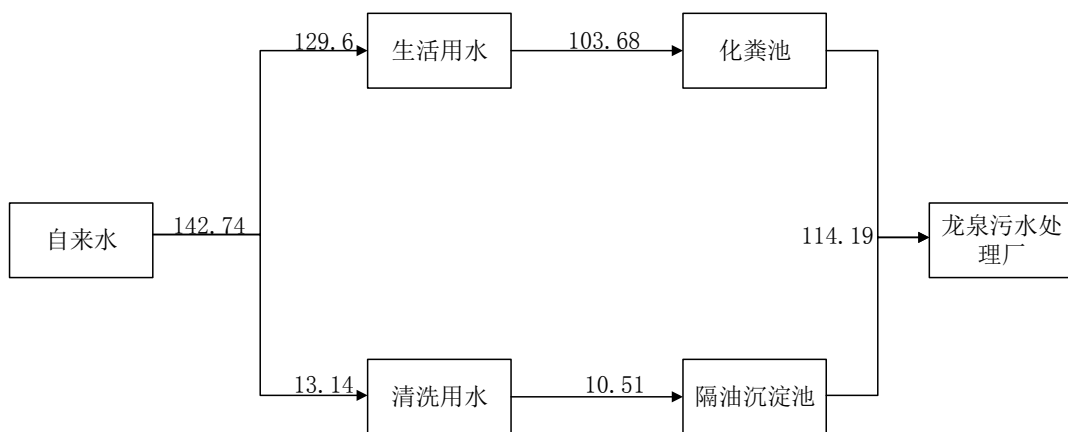 129.6
生活用水
103.68
化粪池
自来水
142.74
114.19
龙泉污水处
理厂
13.14
清洗用水
10.51
隔油沉淀池